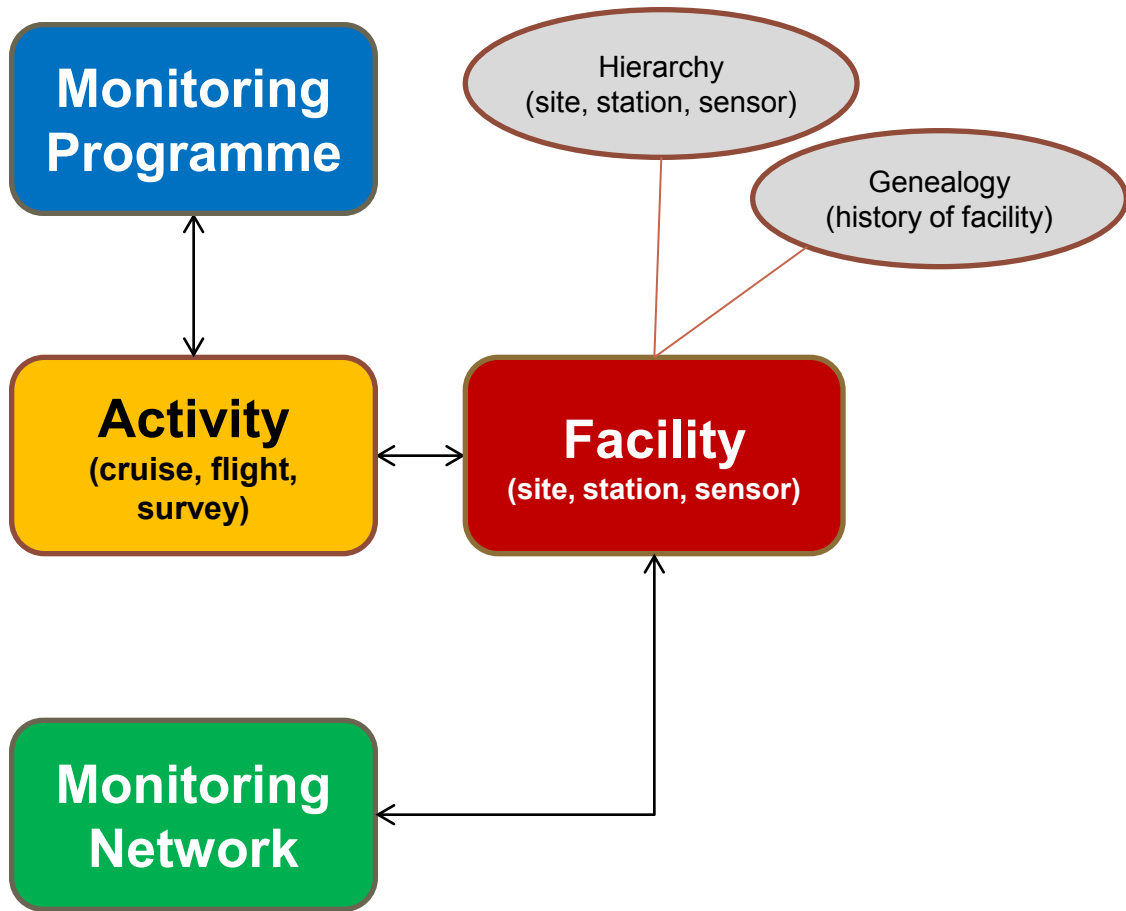 Monitoring
Programme
Hierarchy
(site, station, sensor)
Genealogy
(history of facility)
Activity
(cruise, flight,
survey)
Facility
(site, station, sensor)
Monitoring
Network